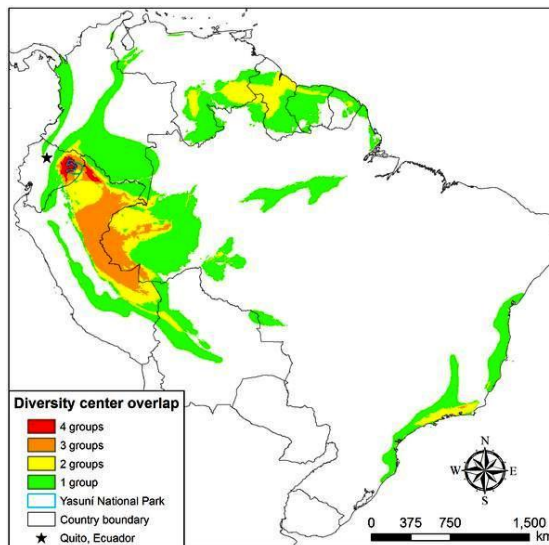 N
W E
S
Diversity center overlap
4 groups
3 groups
2 groups
1 group
Yasuní National Park
Country boundary
Quito, Ecuador
0 375 750 1,500
km